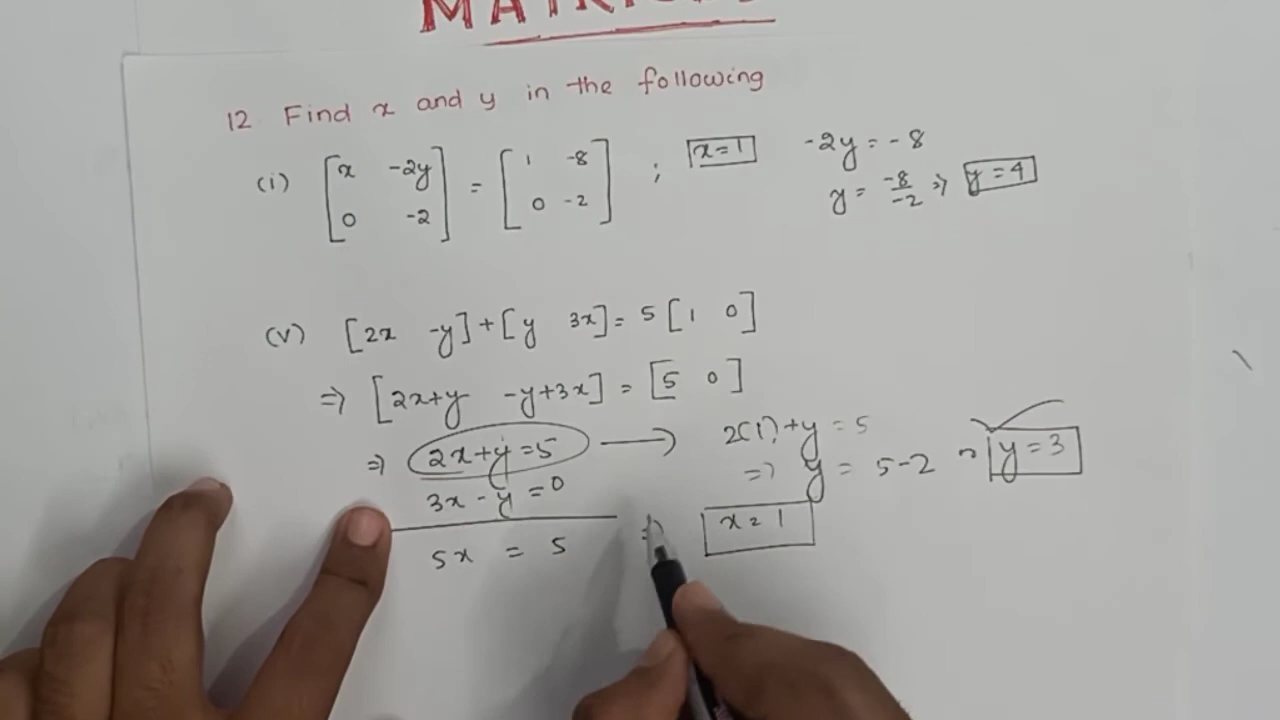 12 Find x and y in the following
(i) [x -2y] = [1 -8] ; x=1 -2y = -8
[0 -2] [0 -2] y = -8/-2 ⇒ y = 4
(V) [2x -y] + [y 3x] = 5 [1 0]
⇒ [2x+y -y+3x] = [5 0]
⇒ 2x+y=5 → 2(1)+y = 5
3x - y = 0 ⇒ y = 5-2 ⇒ y = 3
5x = 5 ⇒ x = 1